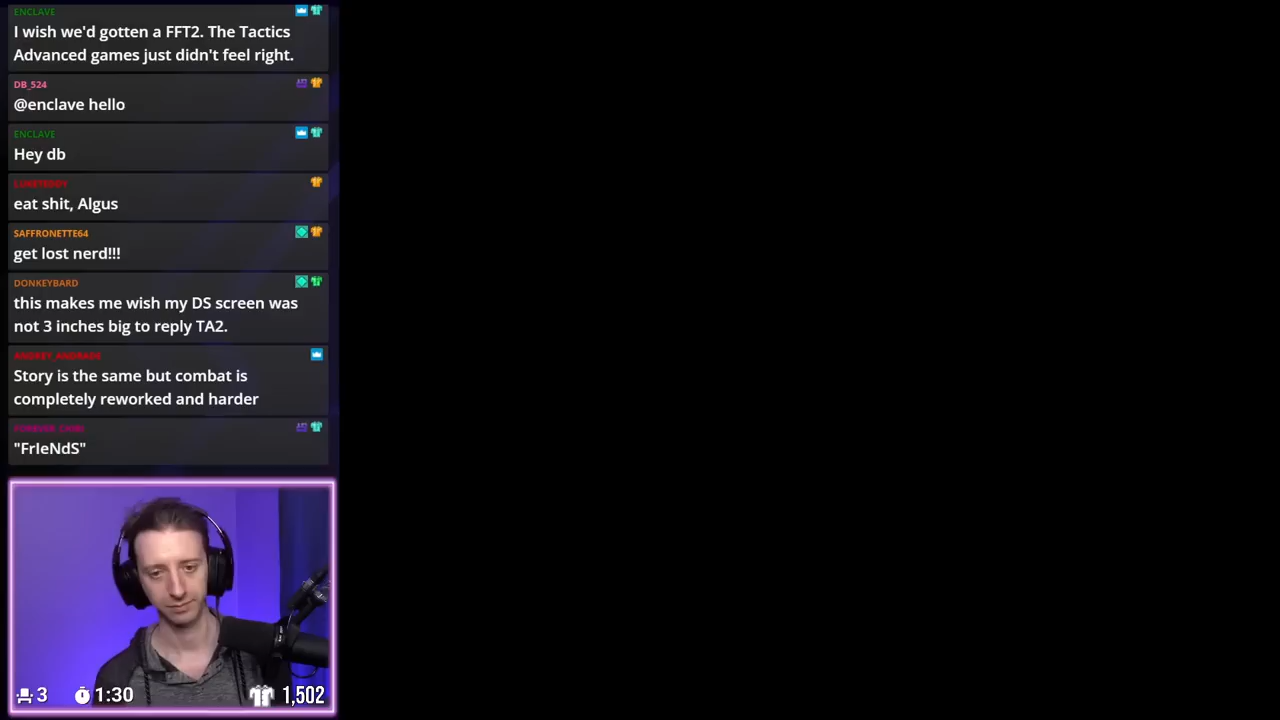 ENCLAVE
I wish we'd gotten a FFT2. The Tactics
Advanced games just didn't feel right.
DB_524
@enclave hello
ENCLAVE
Hey db
LUNETEDDY
eat shit, Algus
SAFFRONETTE64
get lost nerd!!!
DONKEYBARD
this makes me wish my DS screen was
not 3 inches big to reply TA2.
ANDREY_ANDRADE
Story is the same but combat is
completely reworked and harder
"FrIeNdS"
3 1:30 1,502